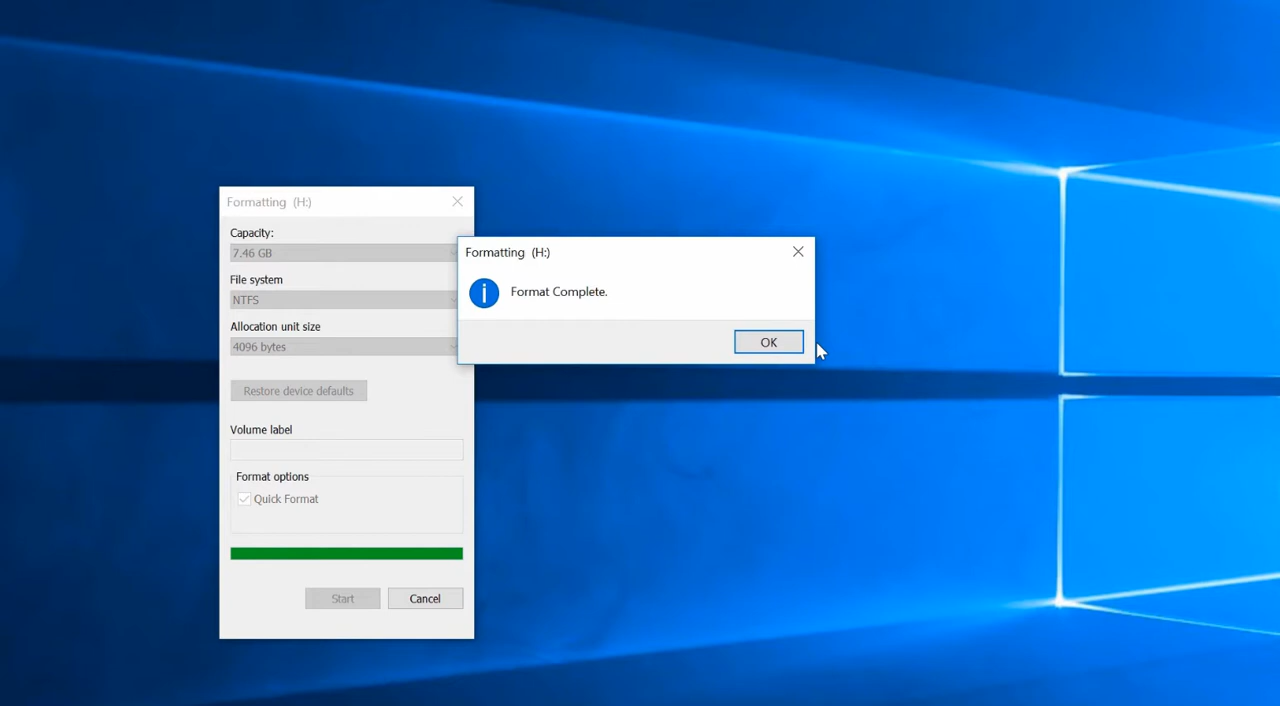 Formatting (H:)
Capacity:
7.46 GB
File system
NTFS
Allocation unit size
4096 bytes
Restore device defaults
Volume label
Format options
Quick Format
Start
Cancel
Formatting (H:)
Format Complete.
OK